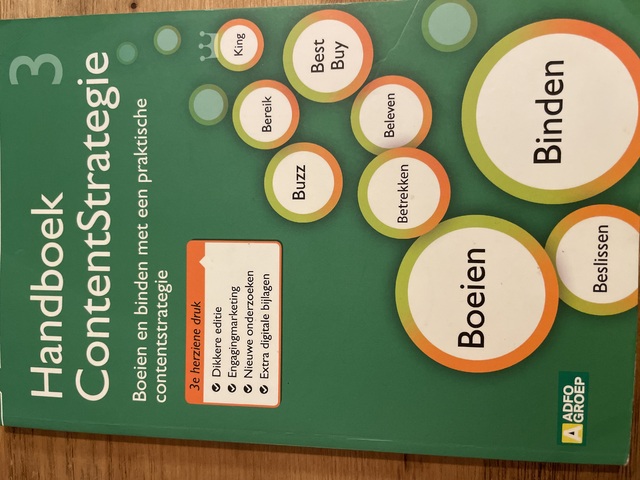 Handboek 3
ContentStrategie
Boeien en binden met een praktische
contentstrategie
3e herziene druk
Dikkere editie
Engagingmarketing
Nieuwe onderzoeken
Extra digitale bijlagen
King
Best
Buy
Bereik
Beleven
Buzz
Betrekken
Binden
Boeien
Beslissen
ADFO
GROEP